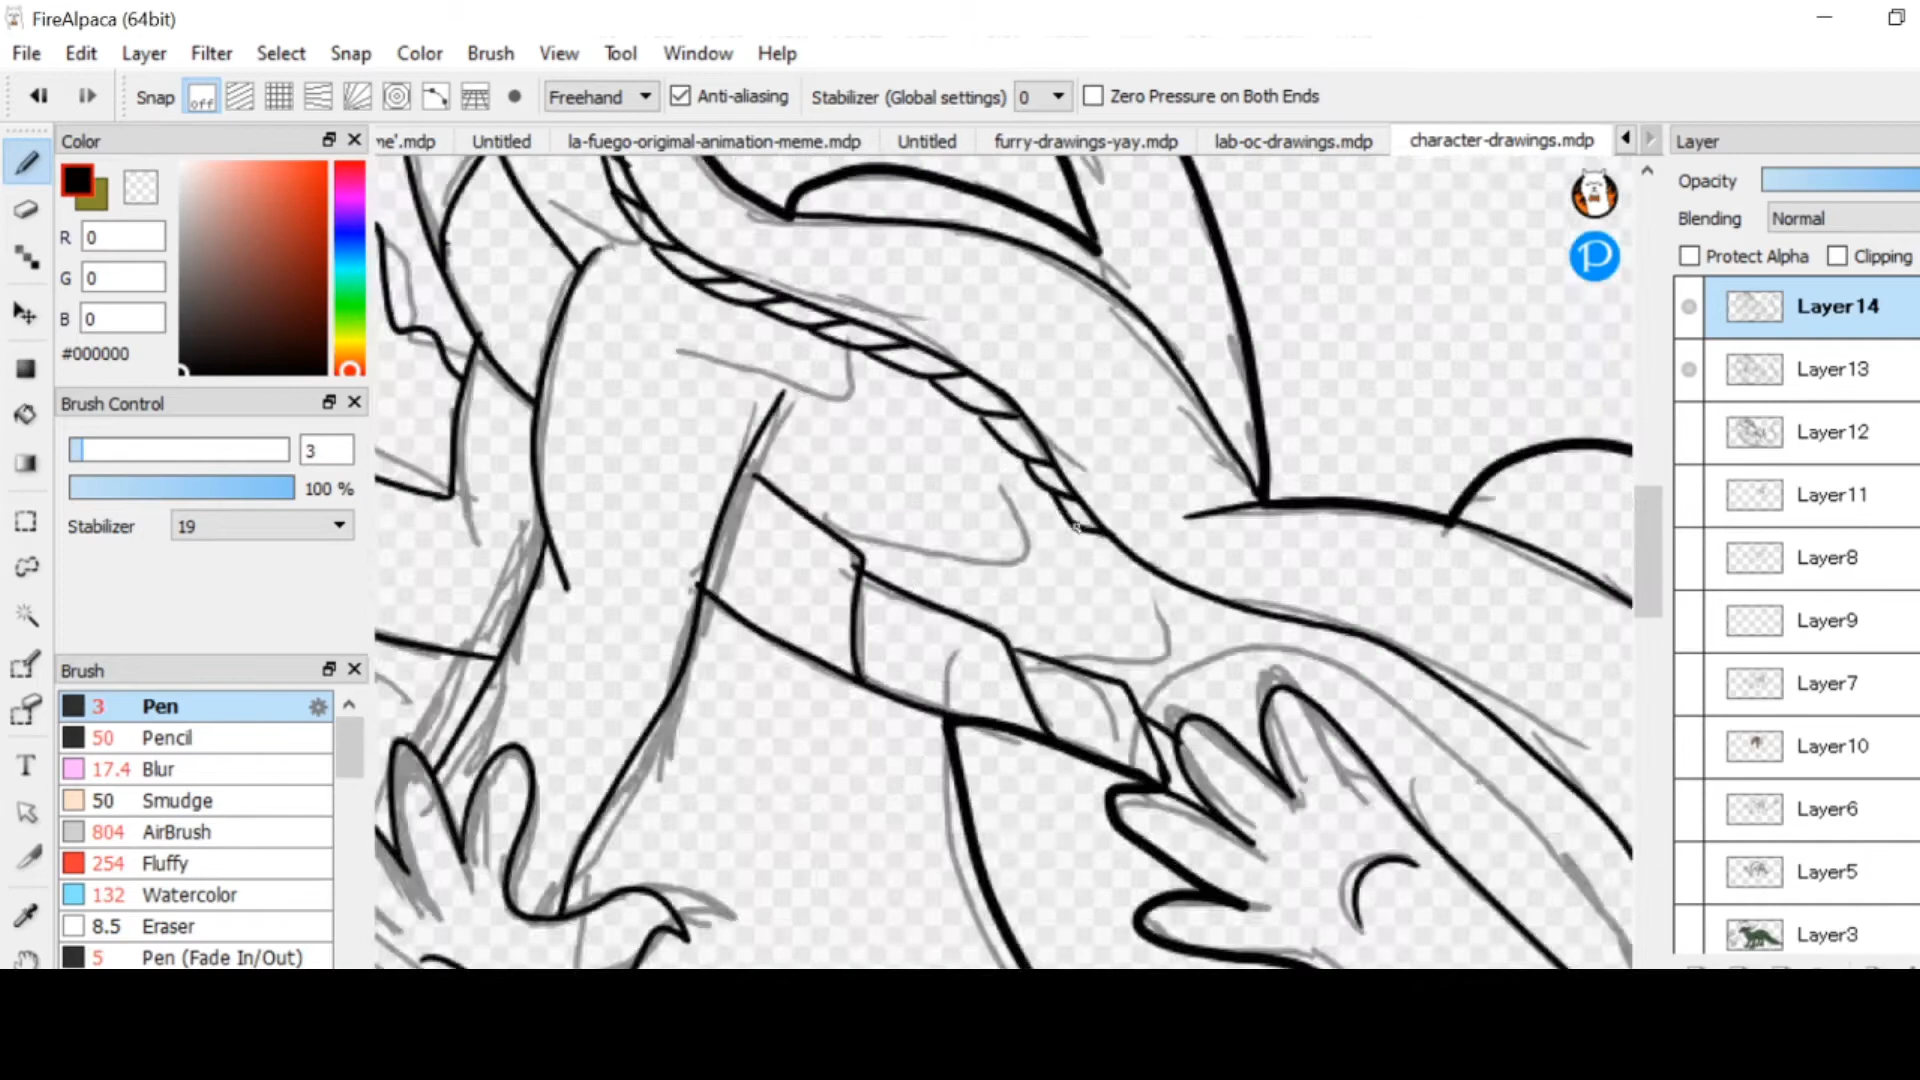 FireAlpaca (64bit)
File Edit Layer Filter Select Snap Color Brush View Tool Window Help
Snap off Freehand Anti-aliasing Stabilizer (Global settings) 0 Zero Pressure on Both Ends
Color
me'.mdp Untitled la-fuego-original-animation-meme.mdp Untitled furry-drawings-yay.mdp lab-oc-drawings.mdp character-drawings.mdp
Layer
R 0
G 0
B 0
#000000
Opacity
Blending Normal
Protect Alpha Clipping
Brush Control
3
100 %
Stabilizer 19
Brush
3 Pen
50 Pencil
17.4 Blur
50 Smudge
804 AirBrush
254 Fluffy
132 Watercolor
8.5 Eraser
5 Pen (Fade In/Out)
Layer14
Layer13
Layer12
Layer11
Layer8
Layer9
Layer7
Layer10
Layer6
Layer5
Layer3